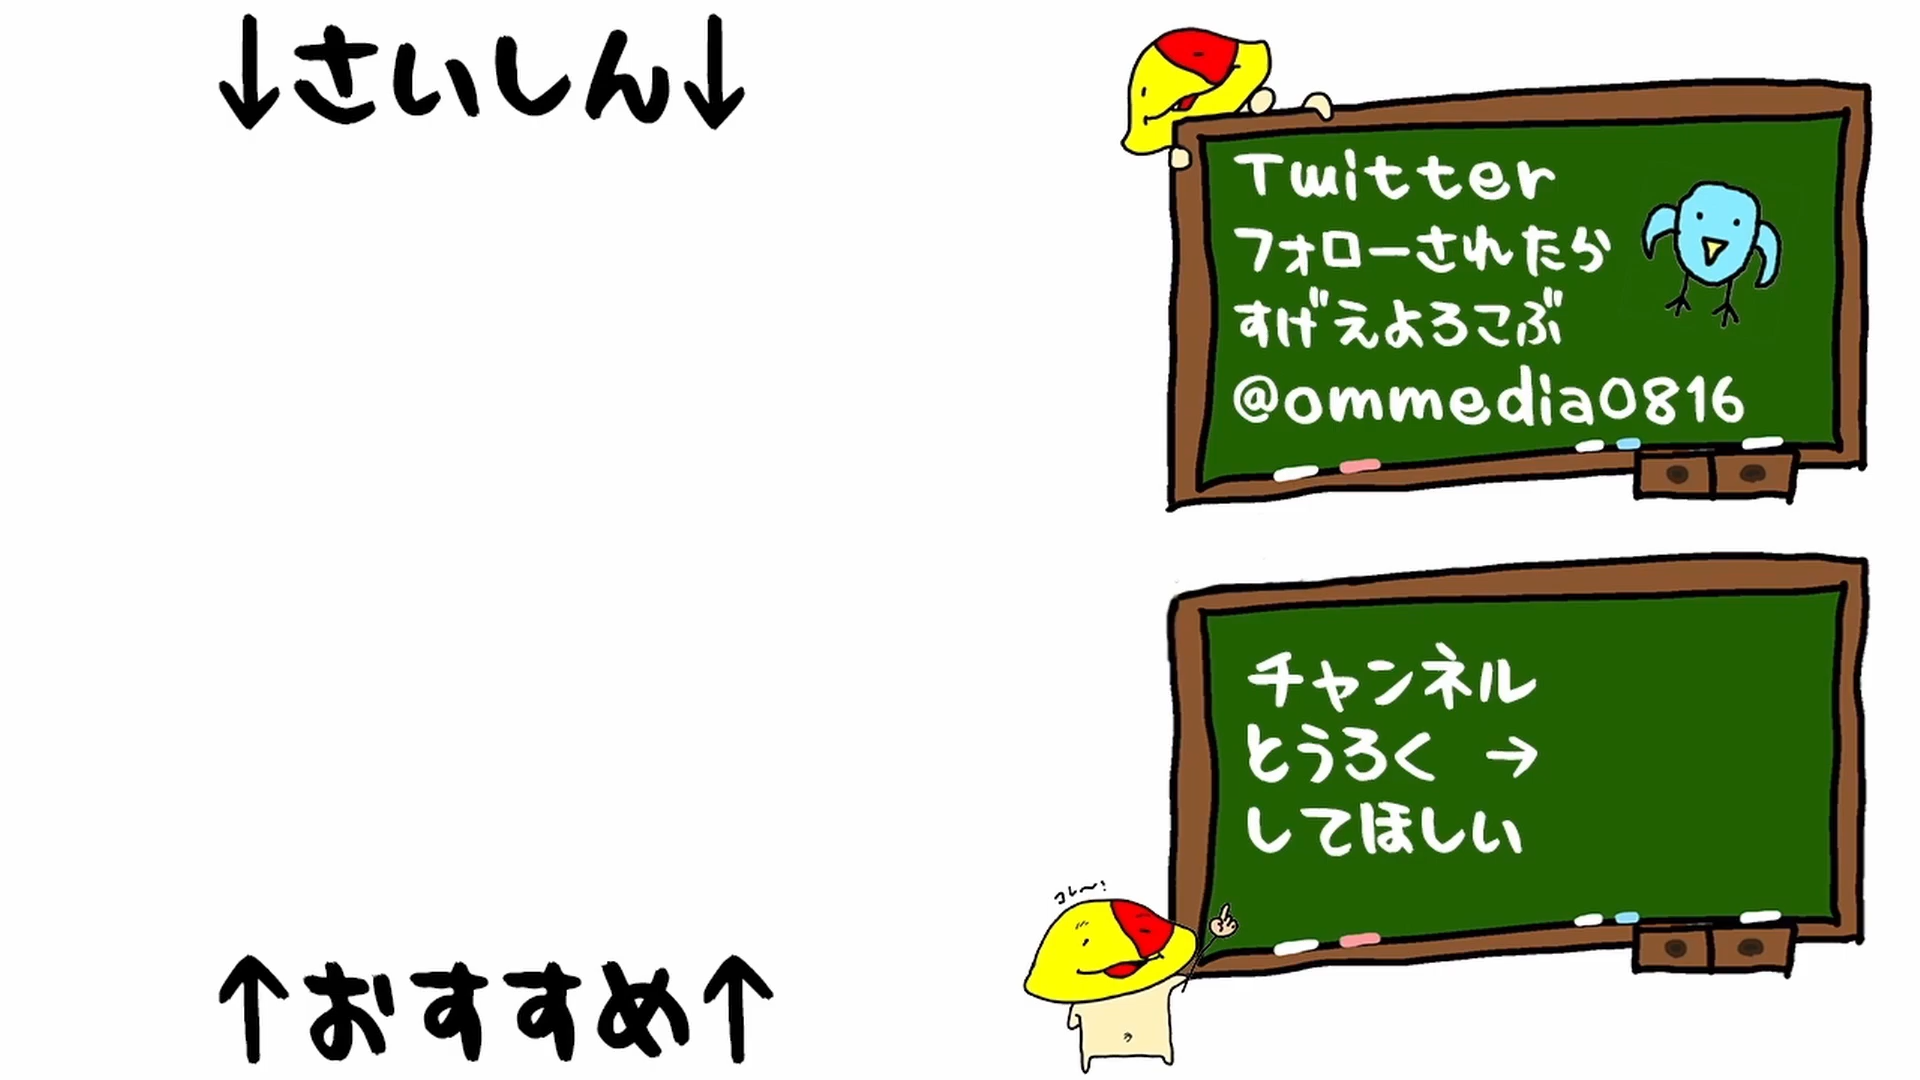 ↓さいしん↓
Twitter
フォローされたら
すげえよろこぶ
@ommedia0816
チャンネル
とうろく →
してほしい
コレ〜!
↑おすすめ↑